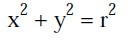 x² + y² = r²